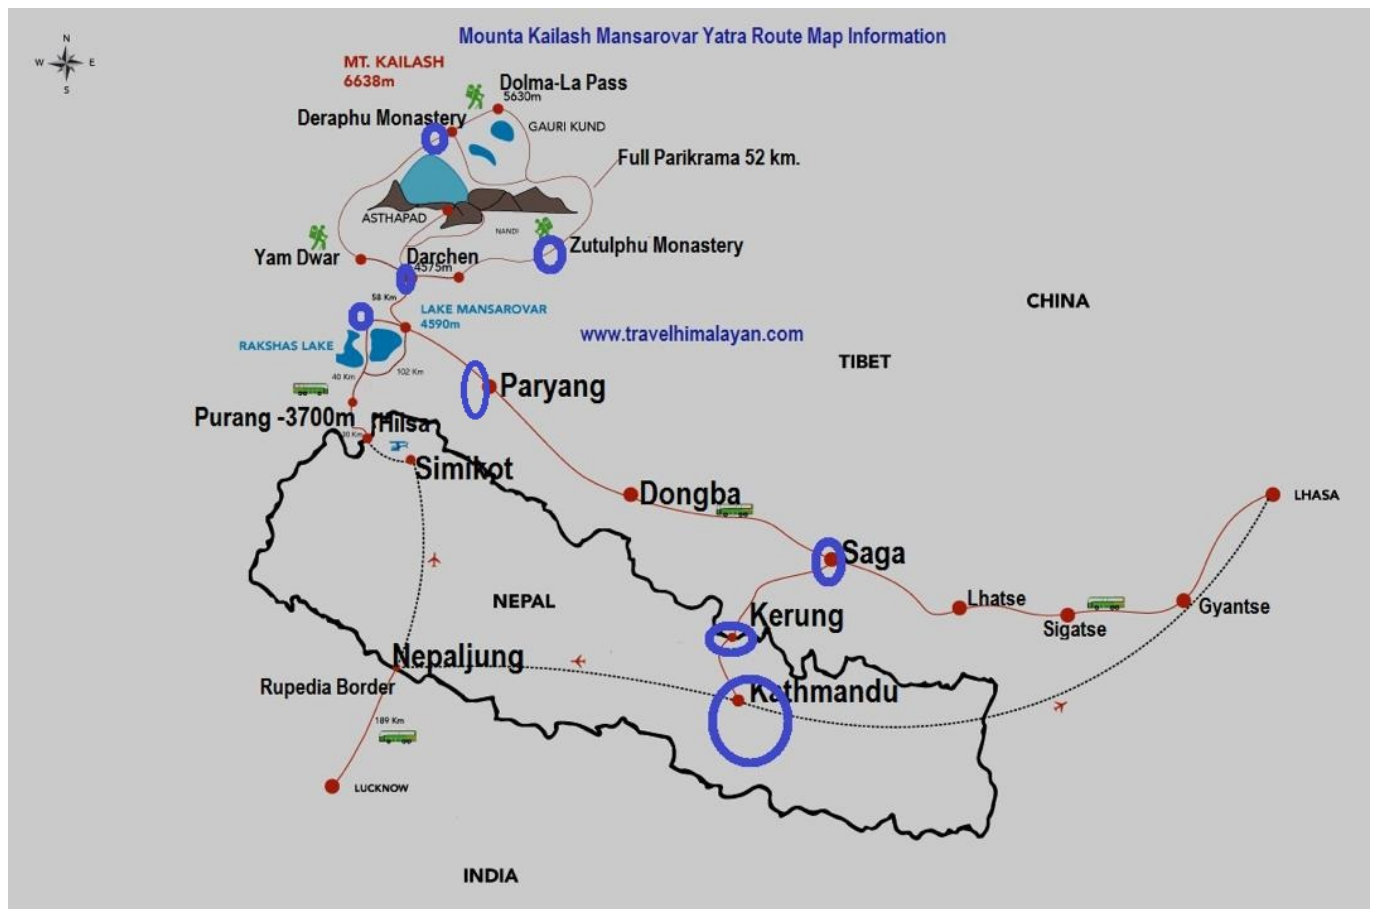 Mounta Kailash Mansarovar Yatra Route Map Information
N
W
E
S
MT. KAILASH
6638m
Dolma-La Pass
5630m
Deraphu Monastery
GAURI KUND
Full Parikrama 52 km.
ASTHAPAD
NANDI
Yam Dwar
Darchen
4575m
Zutulphu Monastery
58 Km
LAKE MANSAROVAR
4590m
CHINA
www.travelhimalayan.com
RAKSHAS LAKE
TIBET
40 Km
102 Km
Paryang
Purang -3700m
Hilsa
30 Km
Simikot
Dongba
LHASA
Saga
NEPAL
Kerung
Lhatse
Sigatse
Gyantse
Nepaljung
Rupedia Border
Kathmandu
189 Km
LUCKNOW
INDIA